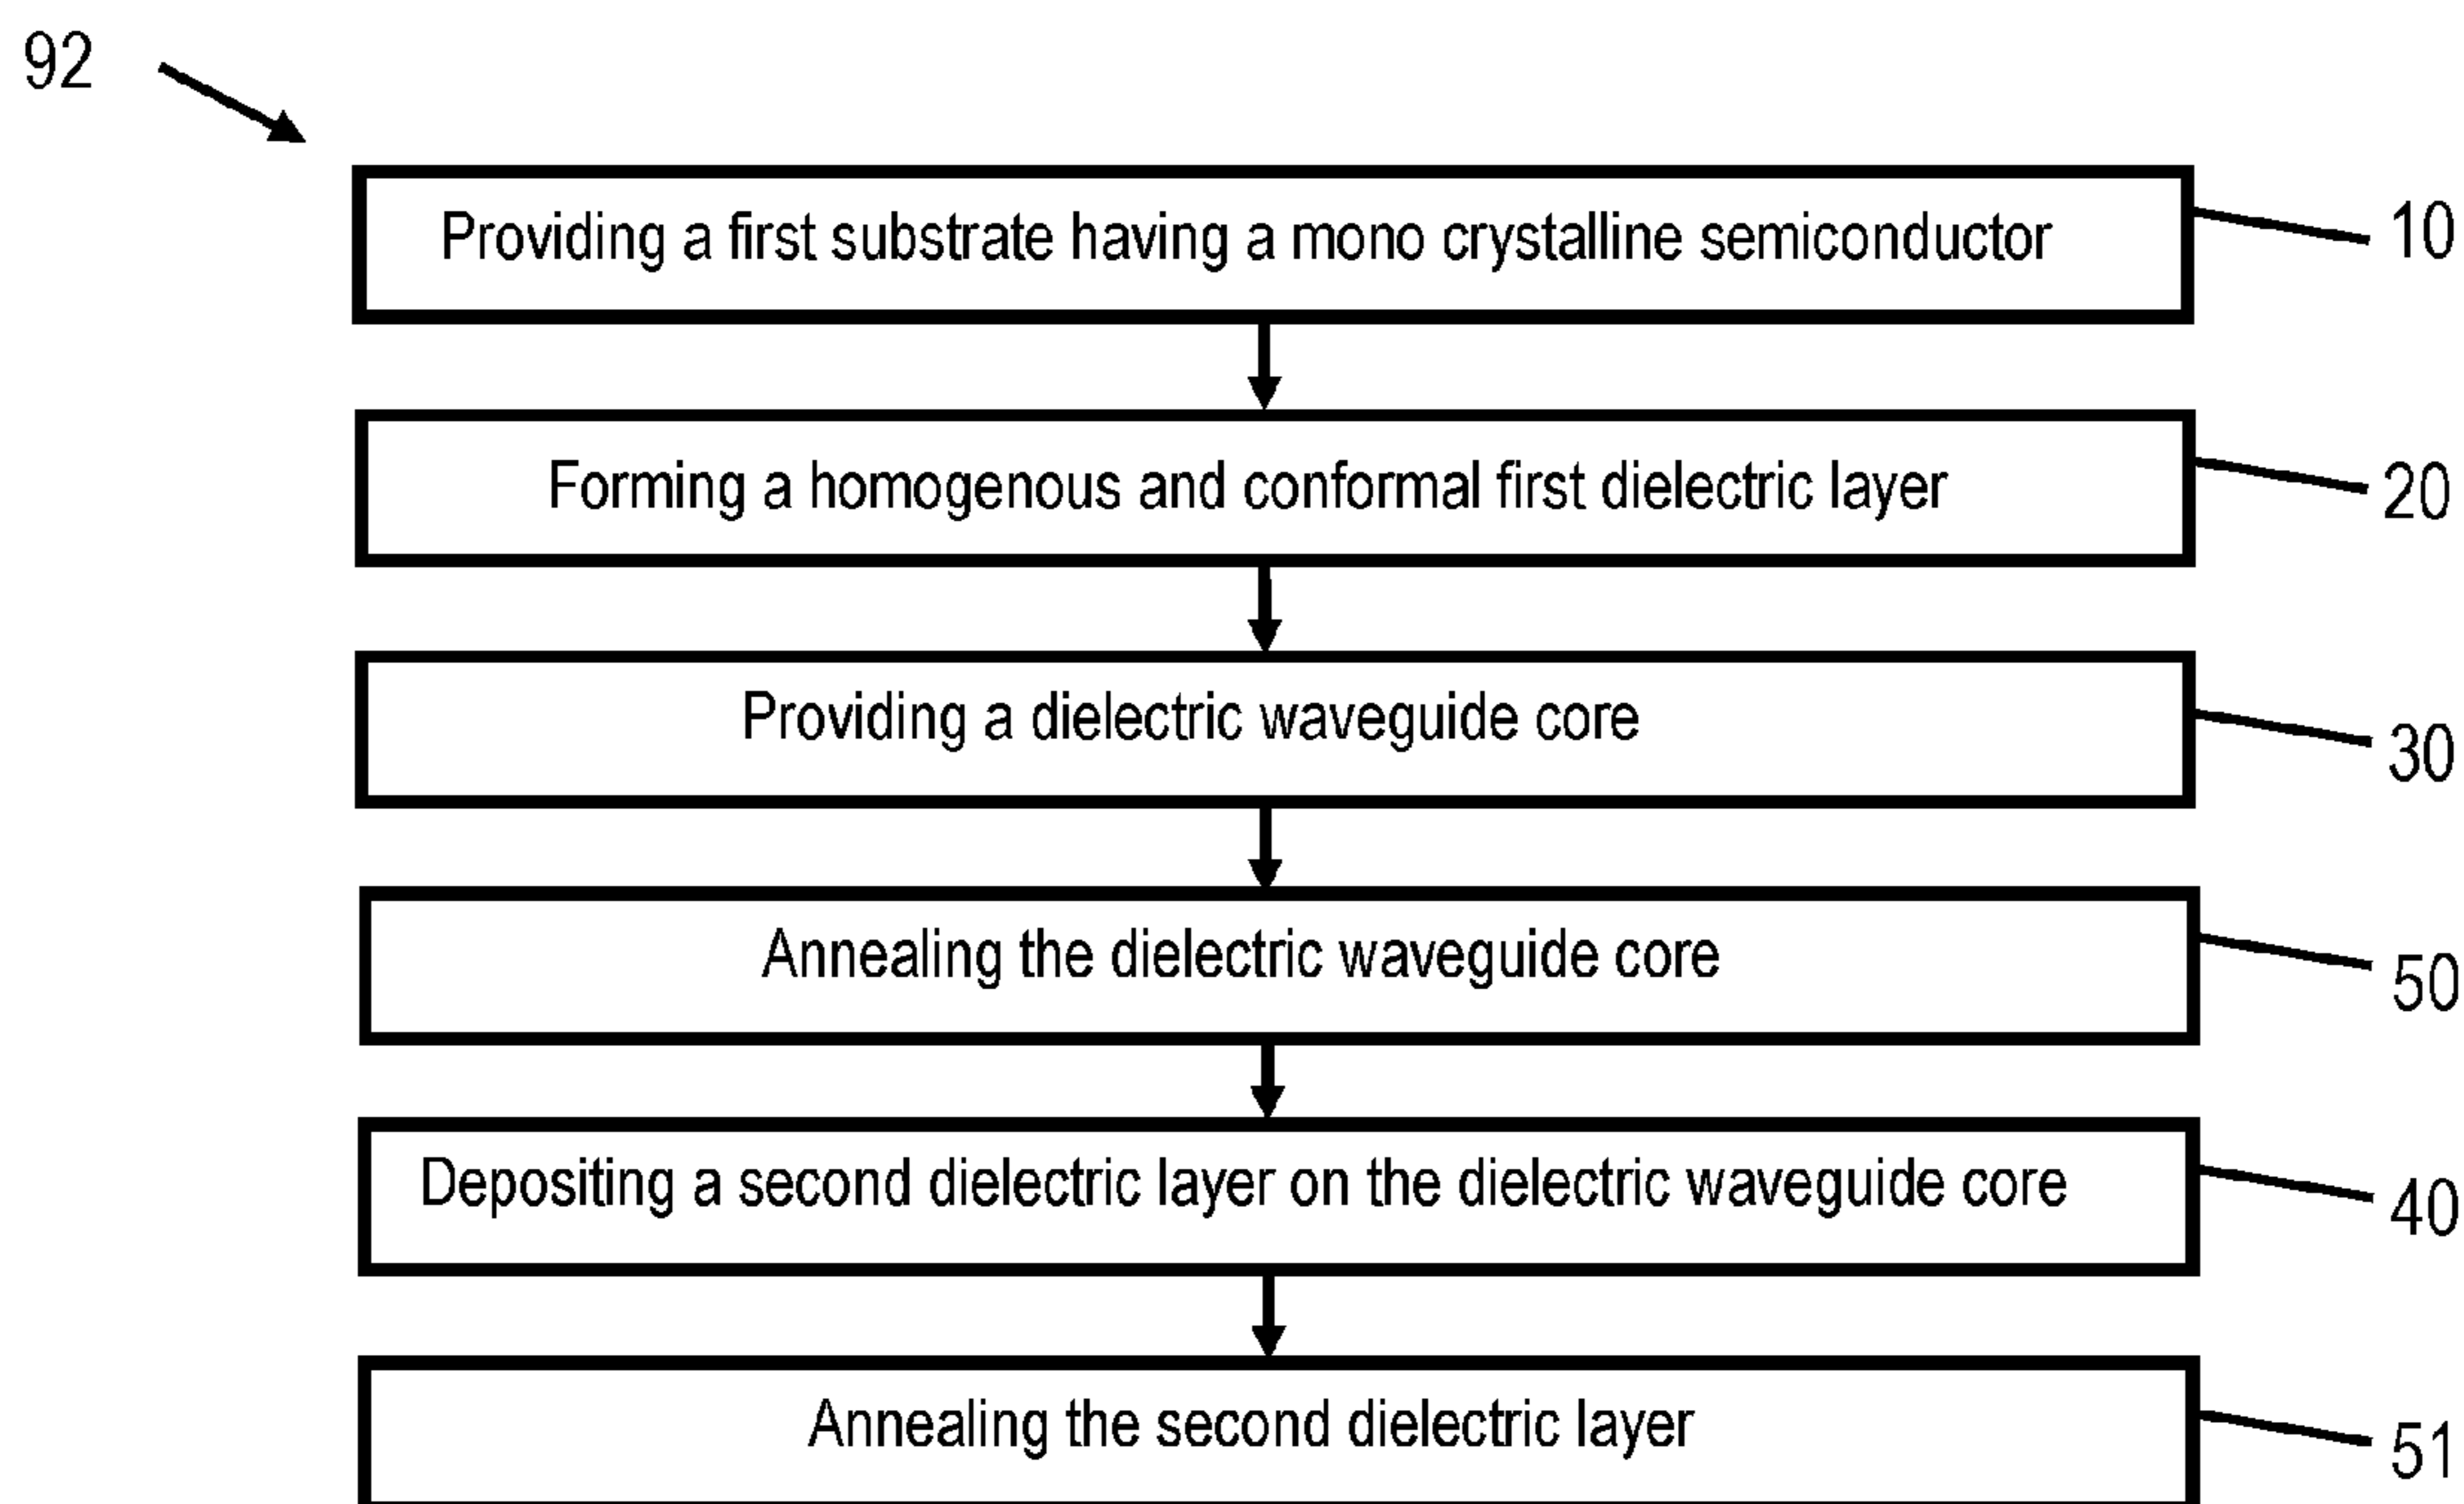 92
Providing a first substrate having a mono crystalline semiconductor
10
Forming a homogenous and conformal first dielectric layer
20
Providing a dielectric waveguide core
30
Annealing the dielectric waveguide core
50
Depositing a second dielectric layer on the dielectric waveguide core
40
Annealing the second dielectric layer
51